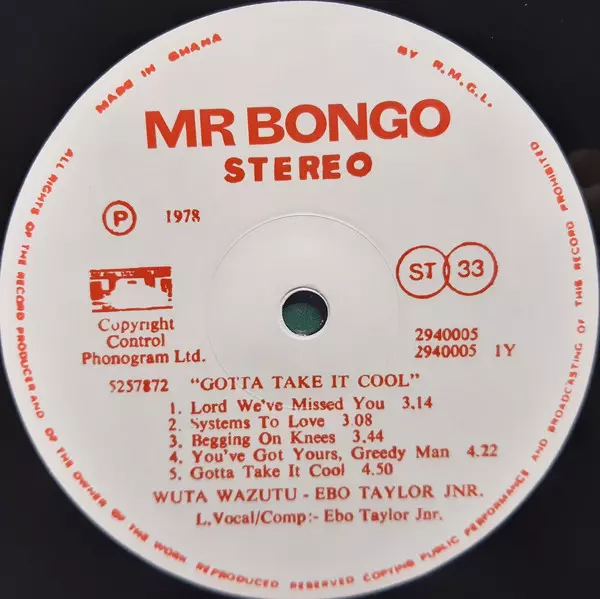 MADE IN GHANA
BY R.M.G.L.
MR BONGO
STEREO
P 1978
ST 33
Copyright
Control
Phonogram Ltd.
2940005
2940005 1Y
5257872 "GOTTA TAKE IT COOL"
1. Lord We've Missed You 3.14
2. Systems To Love 3.08
3. Begging On Knees 3.44
4. You've Got Yours, Greedy Man 4.22
5. Gotta Take It Cool 4.50
WUTA WAZUTU - EBO TAYLOR JNR.
L.Vocal/Comp:- Ebo Taylor Jnr.
ALL RIGHTS OF THE RECORD PRODUCER AND OF THE OWNER OF THE WORK REPRODUCED RESERVED COPYING PUBLIC PERFORMANCE AND BROADCASTING OF THIS RECORD PROHIBITED